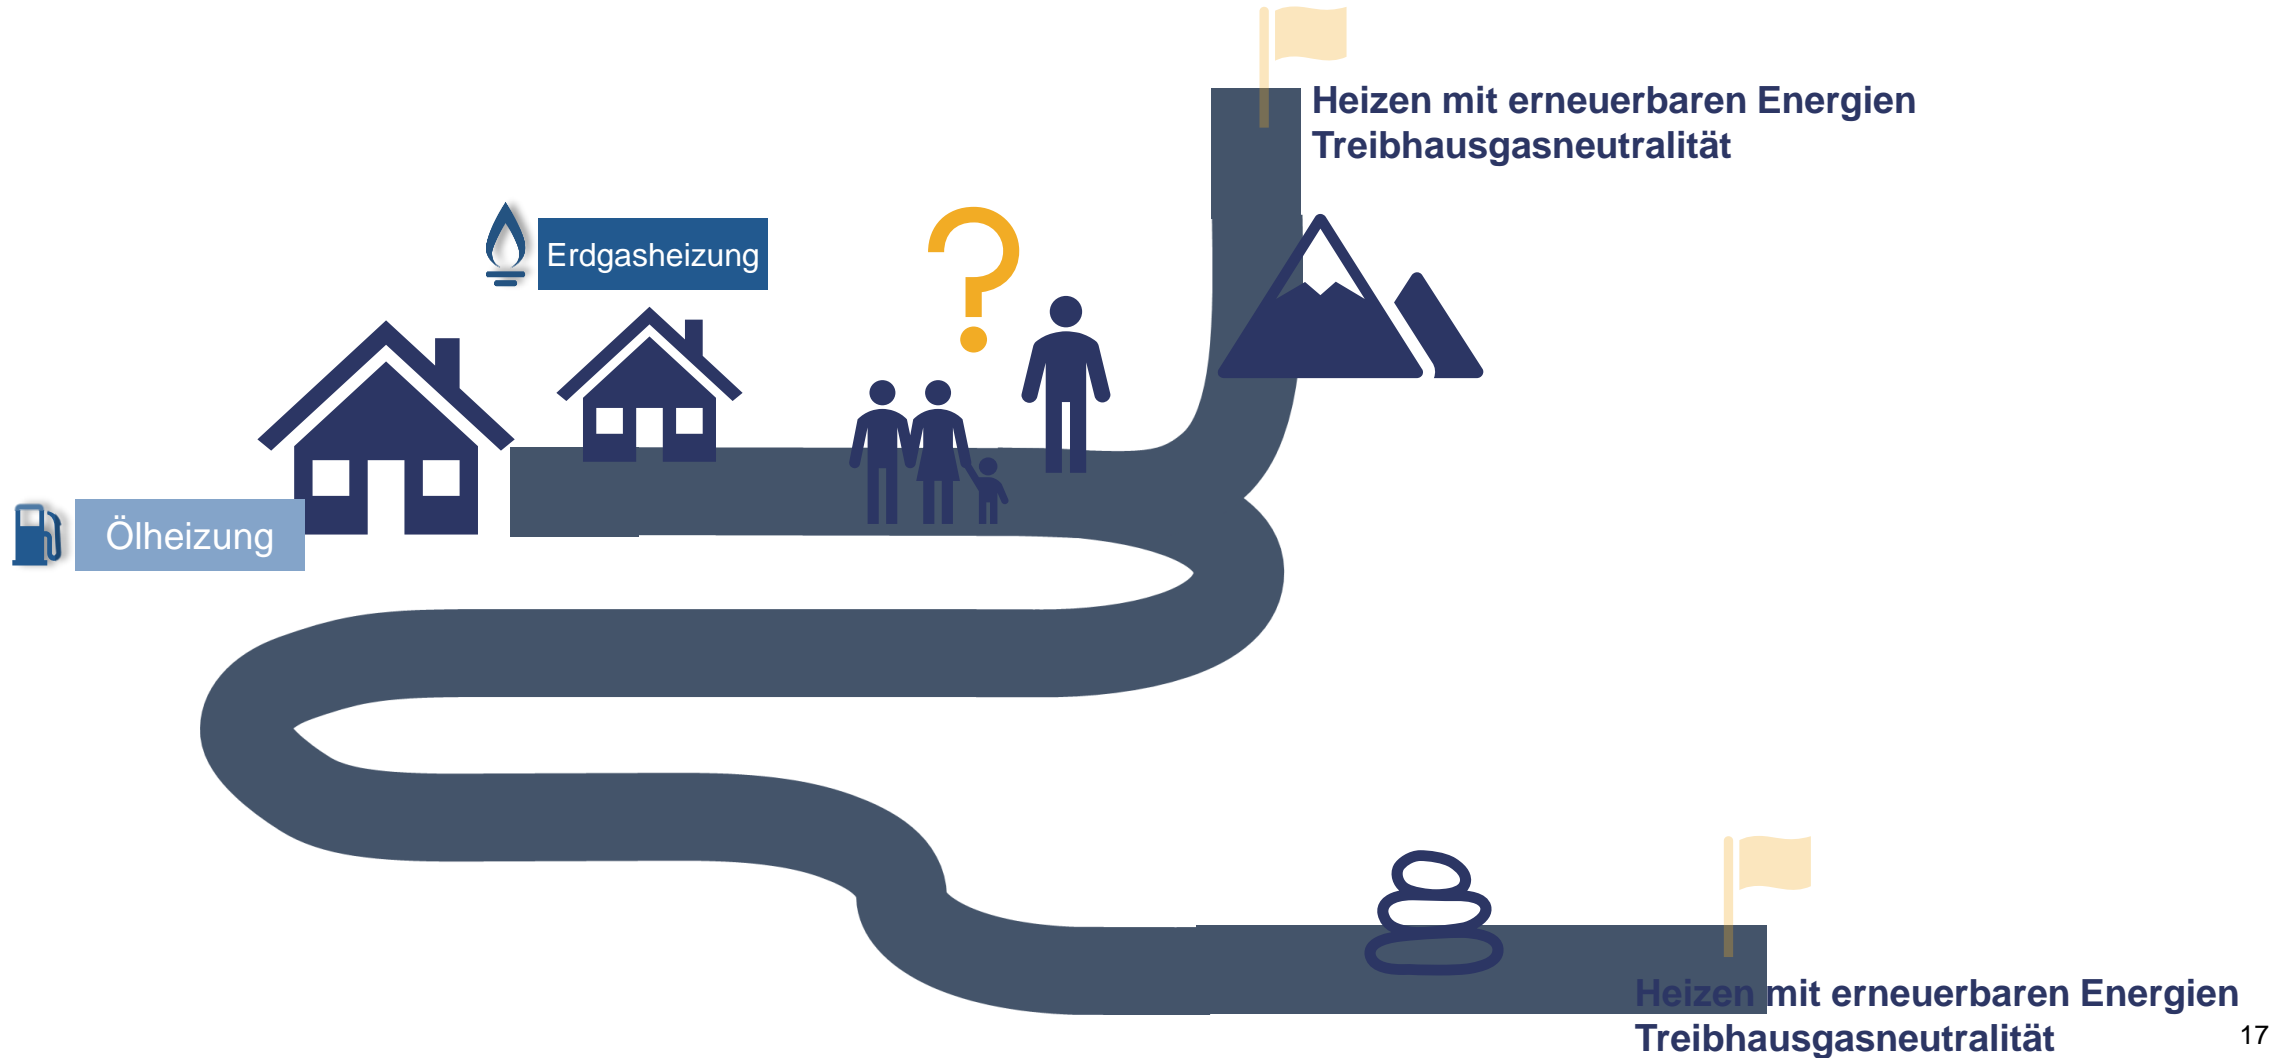 Heizen mit erneuerbaren Energien
Treibhausgasneutralität
Erdgasheizung
?
Ölheizung
Heizen mit erneuerbaren Energien
Treibhausgasneutralität
17